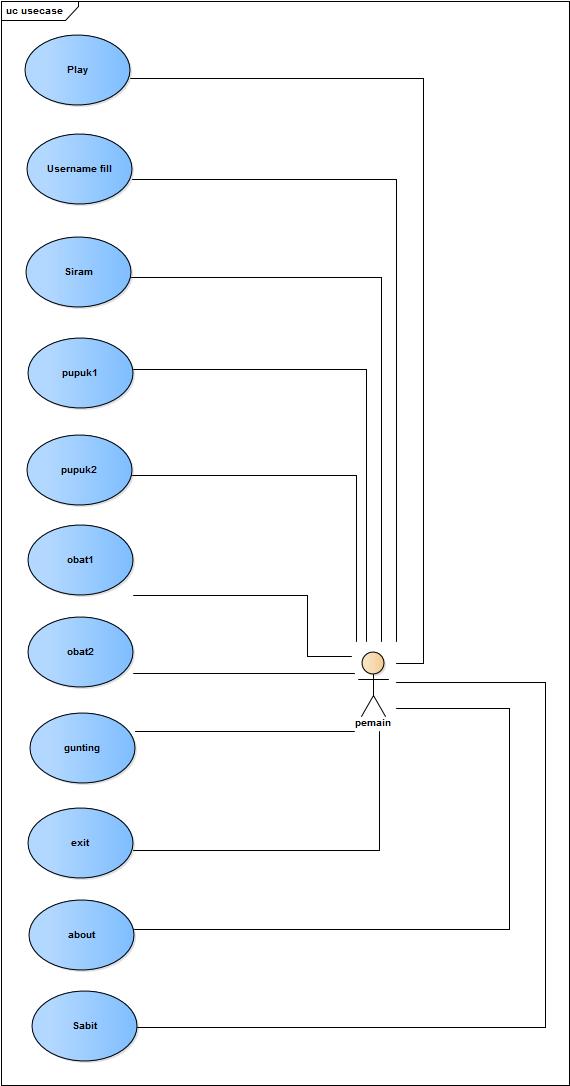 uc usecase
Play
Username fill
Siram
pupuk1
pupuk2
obat1
obat2
gunting
pemain
exit
about
Sabit